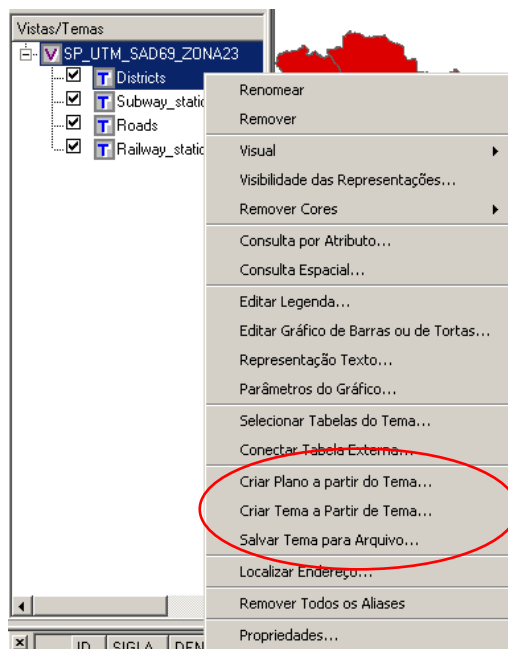 Vistas/Temas
V SP_UTM_SAD69_ZONA23
T Districts
T Subway_static
T Roads
T Railway_static
Renomear
Remover
Visual
Visibilidade das Representações...
Remover Cores
Consulta por Atributo...
Consulta Espacial...
Editar Legenda...
Editar Gráfico de Barras ou de Tortas...
Representação Texto...
Parâmetros do Gráfico...
Selecionar Tabelas do Tema...
Conectar Tabela Externa...
Criar Plano a partir do Tema...
Criar Tema a Partir de Tema...
Salvar Tema para Arquivo...
Localizar Endereço...
Remover Todos os Aliases
Propriedades...
ID SIGLA DEN